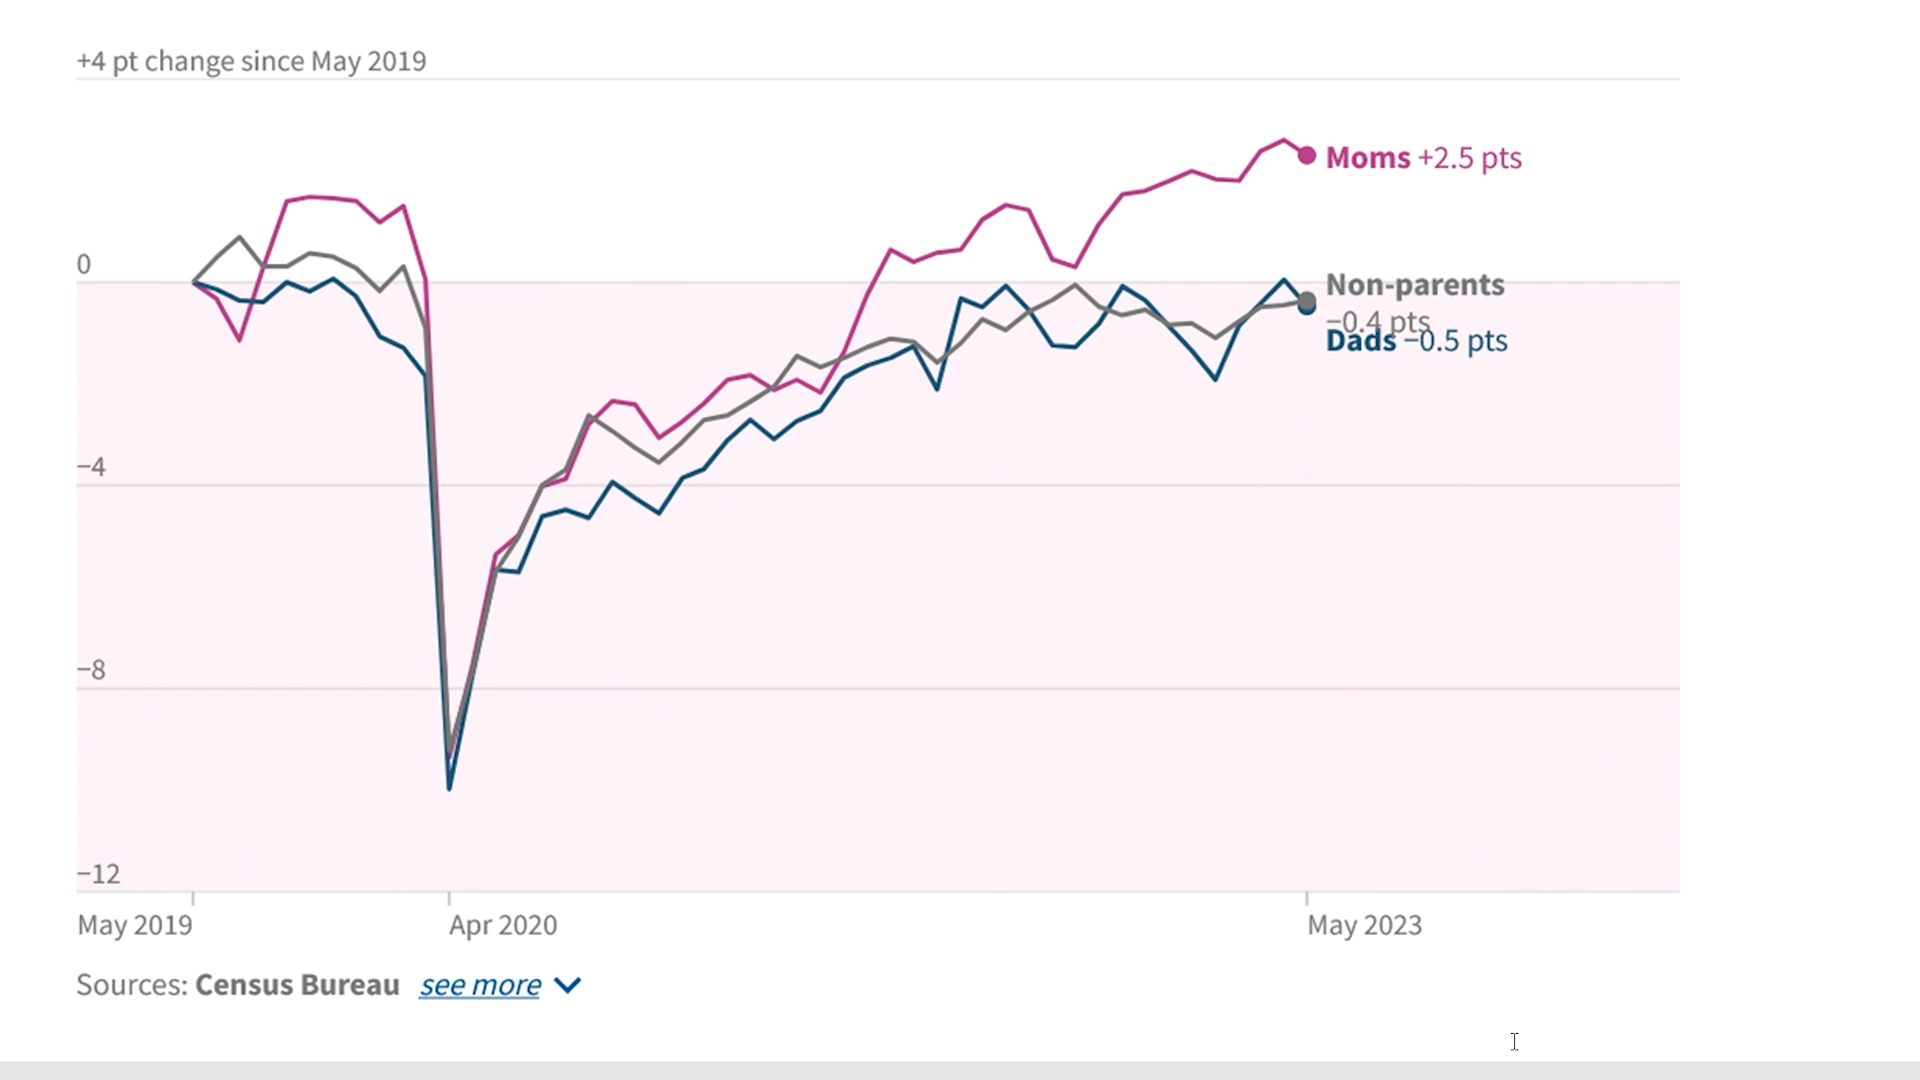 +4 pt change since May 2019
Moms +2.5 pts
0
Non-parents
−0.4 pts
Dads −0.5 pts
−4
−8
−12
May 2019
Apr 2020
May 2023
Sources: Census Bureau see more